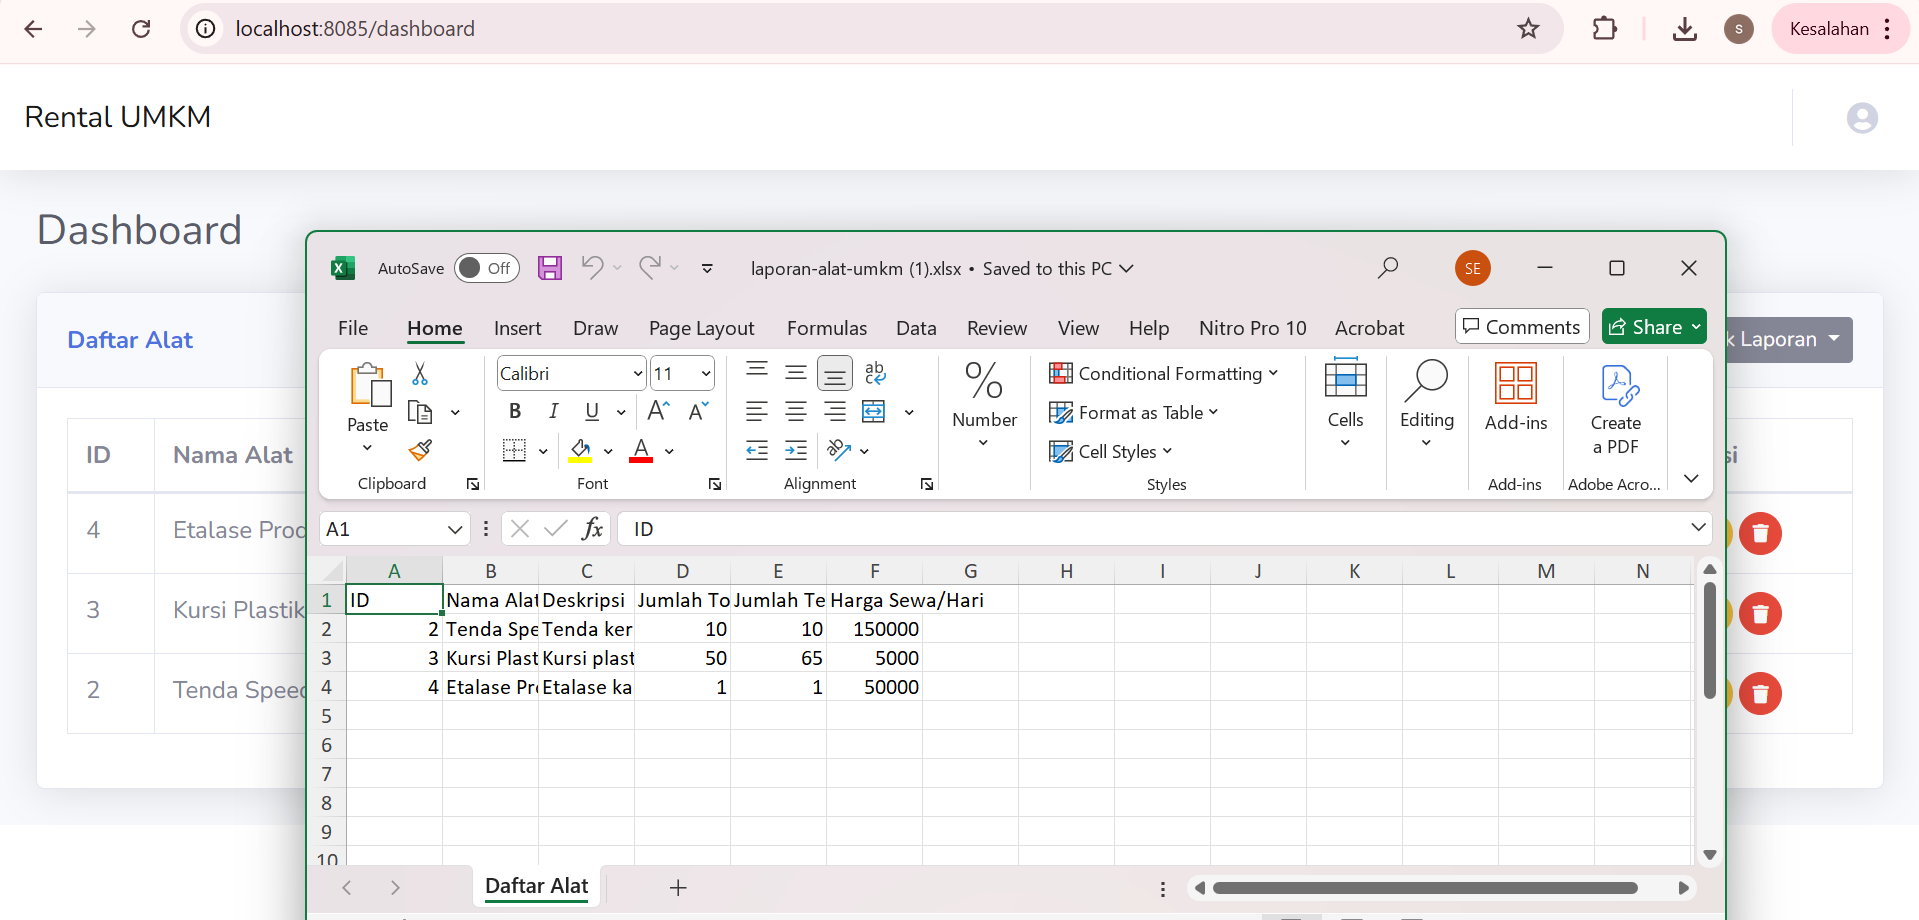 localhost:8085/dashboard
S
Kesalahan
Rental UMKM
Dashboard
Daftar Alat
k Laporan
ID
Nama Alat
si
4
Etalase Prod
3
Kursi Plastik
2
Tenda Speed
AutoSave Off
laporan-alat-umkm (1).xlsx • Saved to this PC
SE
File Home Insert Draw Page Layout Formulas Data Review View Help Nitro Pro 10 Acrobat
Comments Share
Paste
Clipboard
Calibri 11
B I U A A
A
Font
ab
Alignment
%
Number
Conditional Formatting
Format as Table
Cell Styles
Styles
Cells
Editing
Add-ins
Add-ins
Create
a PDF
Adobe Acro...
A1 fx ID
A B C D E F G H I J K L M N
1 ID Nama Alat Deskripsi Jumlah To Jumlah Te Harga Sewa/Hari
2 2 Tenda Spe Tenda ker 10 10 150000
3 3 Kursi Plast Kursi plast 50 65 5000
4 4 Etalase Pr Etalase ka 1 1 50000
5
6
7
8
9
10
Daftar Alat